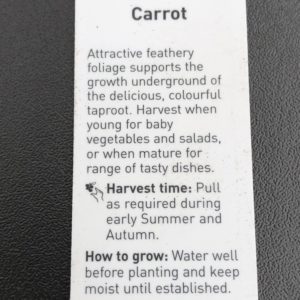 Carrot
Attractive feathery
foliage supports the
growth underground of
the delicious, colourful
taproot. Harvest when
young for baby
vegetables and salads,
or when mature for
range of tasty dishes.
Harvest time: Pull
as required during
early Summer and
Autumn.
How to grow: Water well
before planting and keep
moist until established.